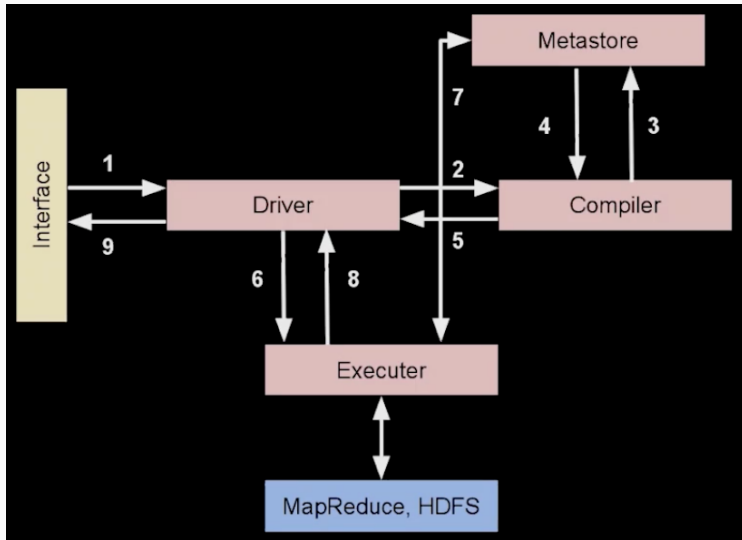 Metastore
7
4
3
1
2
Interface
Driver
Compiler
9
5
6
8
Executer
MapReduce, HDFS